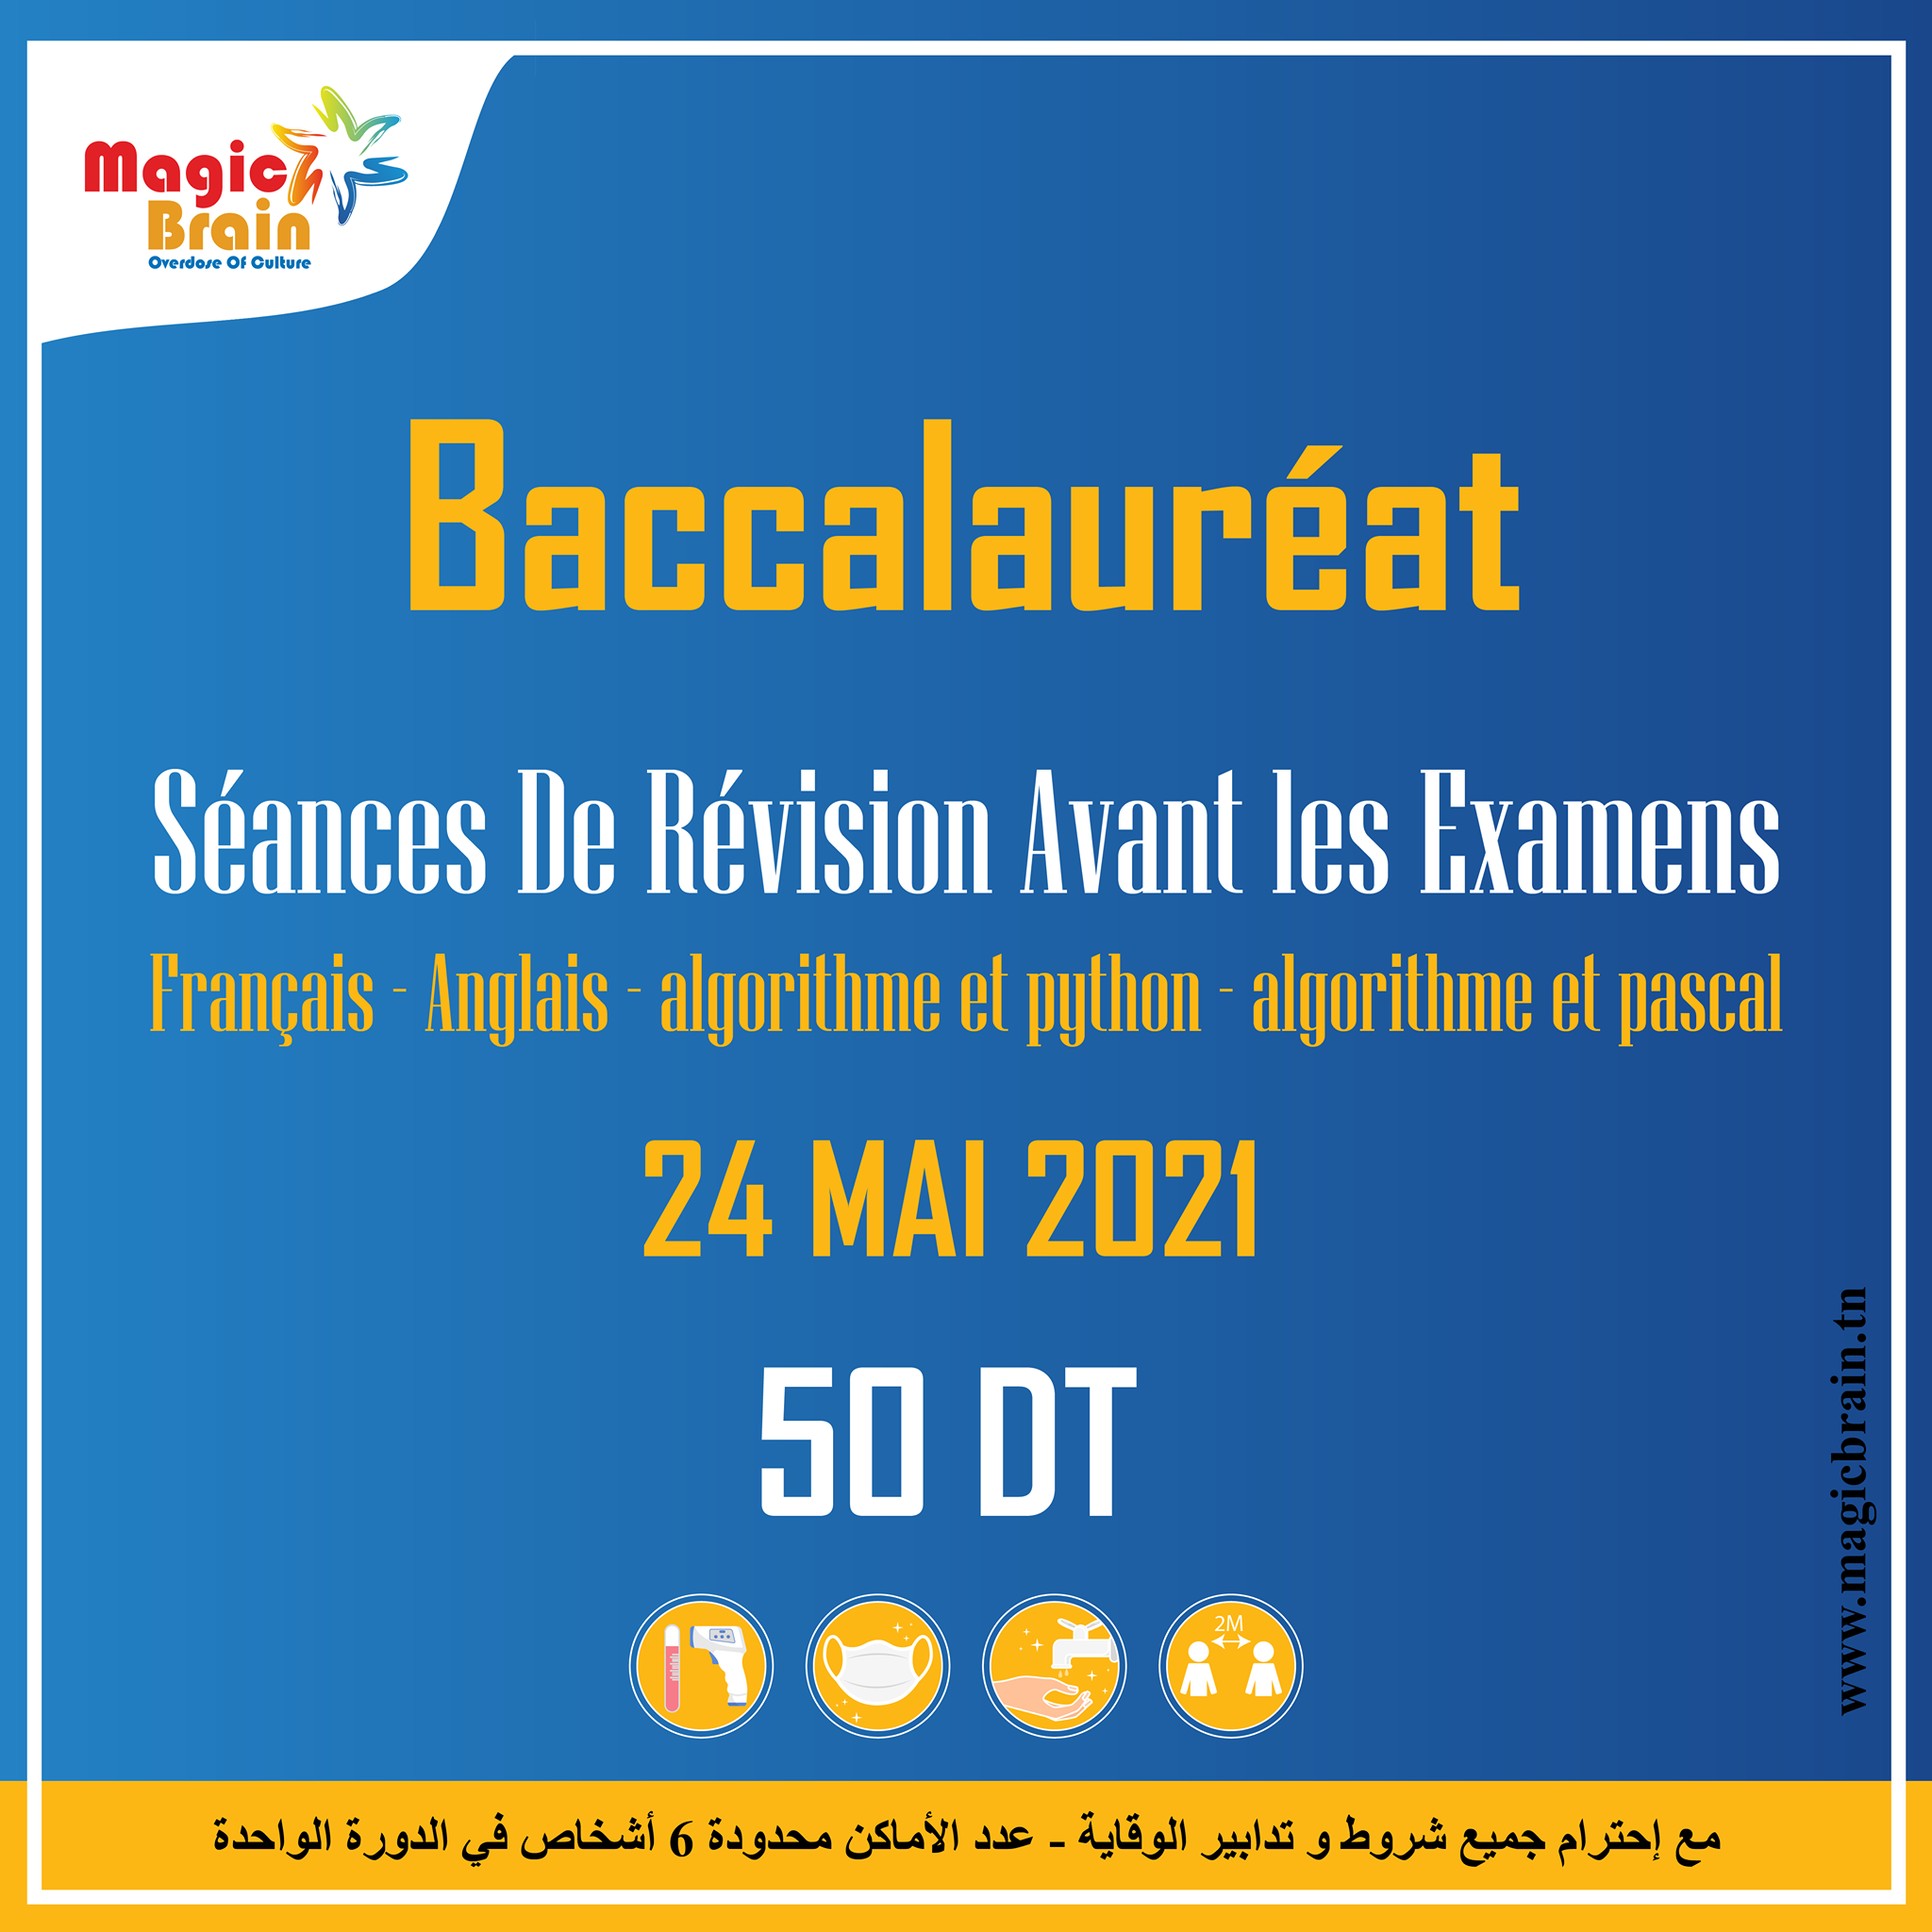 Magic
Brain
Overdose Of Culture
Baccalauréat
Séances De Révision Avant les Examens
Français - Anglais - algorithme et python - algorithme et pascal
24 MAI 2021
50 DT
2M
www.magicbrain.tn
مع إحترام جميع شروط و تدابير الوقاية - عدد الأماكن محدودة 6 أشخاص في الدورة الواحدة